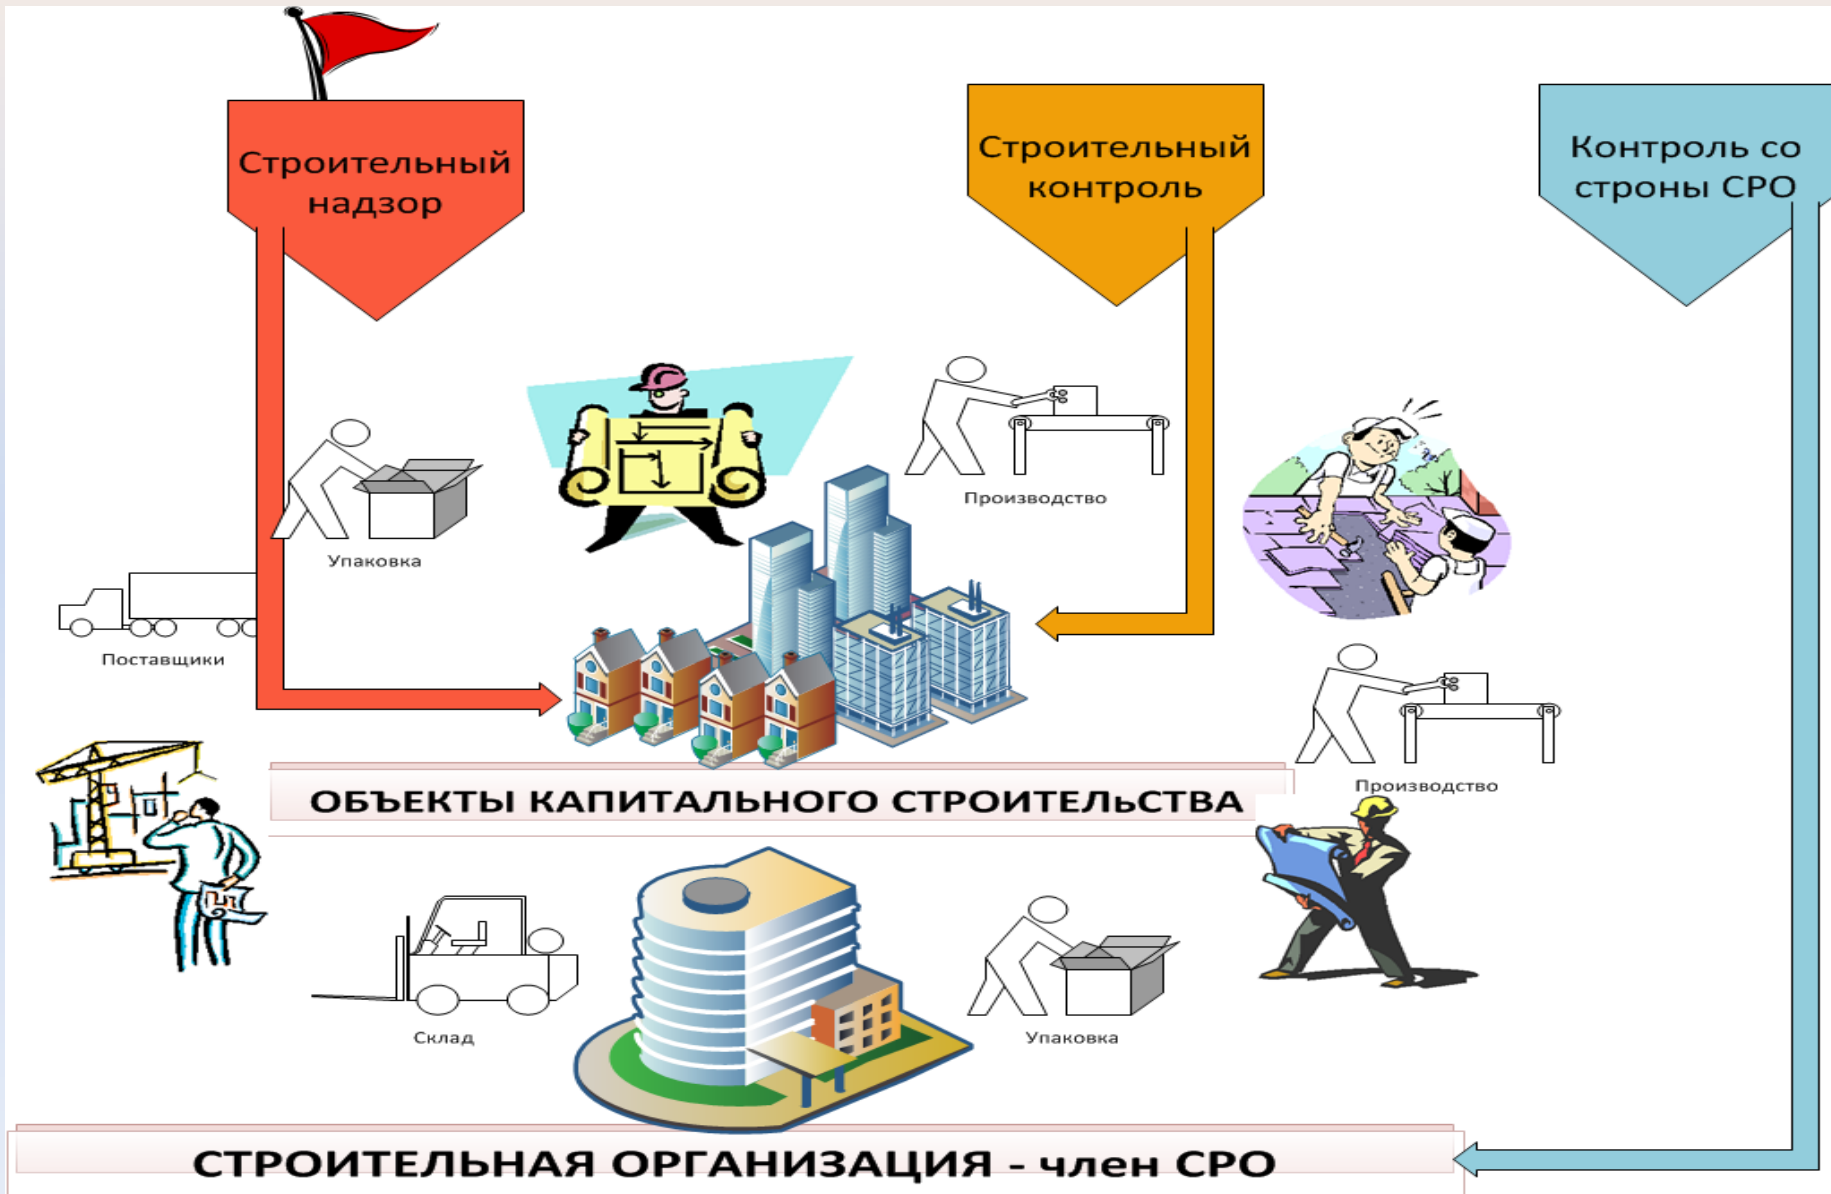 Строительный
надзор
Строительный
контроль
Контроль со
строны СРО
Производство
Упаковка
Поставщики
Производство
ОБЪЕКТЫ КАПИТАЛЬНОГО СТРОИТЕЛЬСТВА
Склад
Упаковка
СТРОИТЕЛЬНАЯ ОРГАНИЗАЦИЯ - член СРО